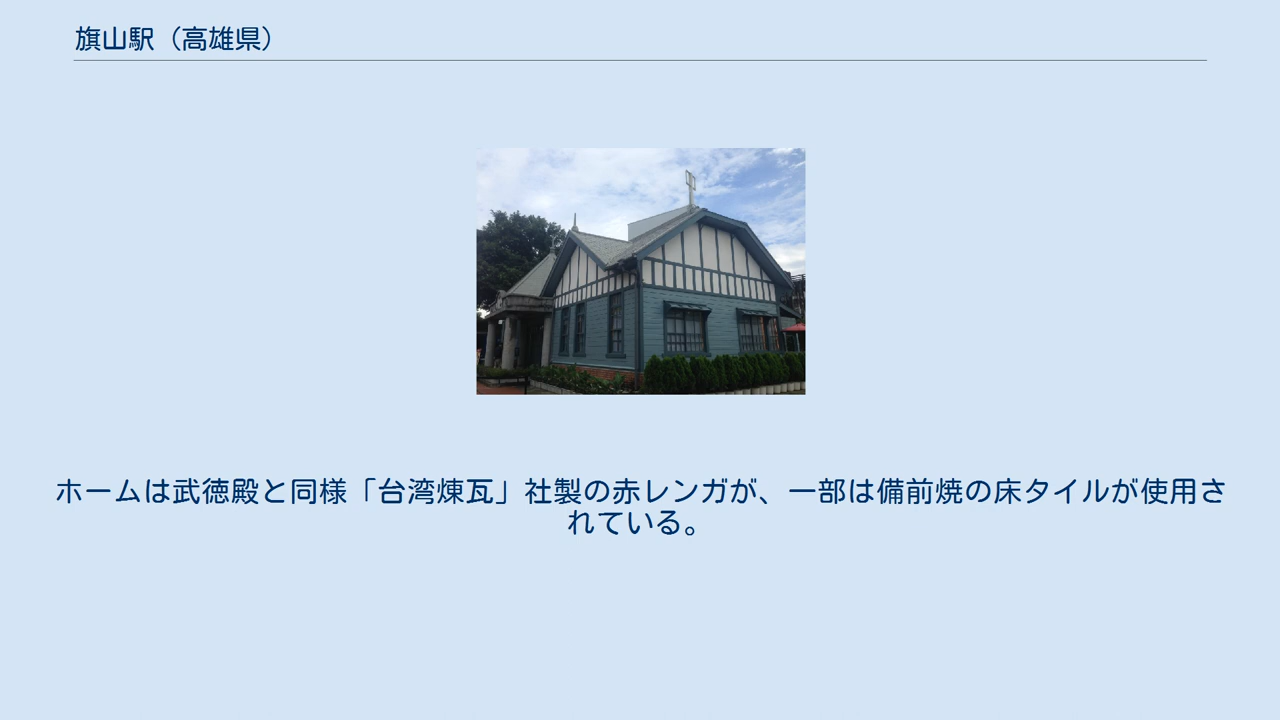 旗山駅（高雄県）
ホームは武徳殿と同様「台湾煉瓦」社製の赤レンガが、一部は備前焼の床タイルが使用さ
れている。